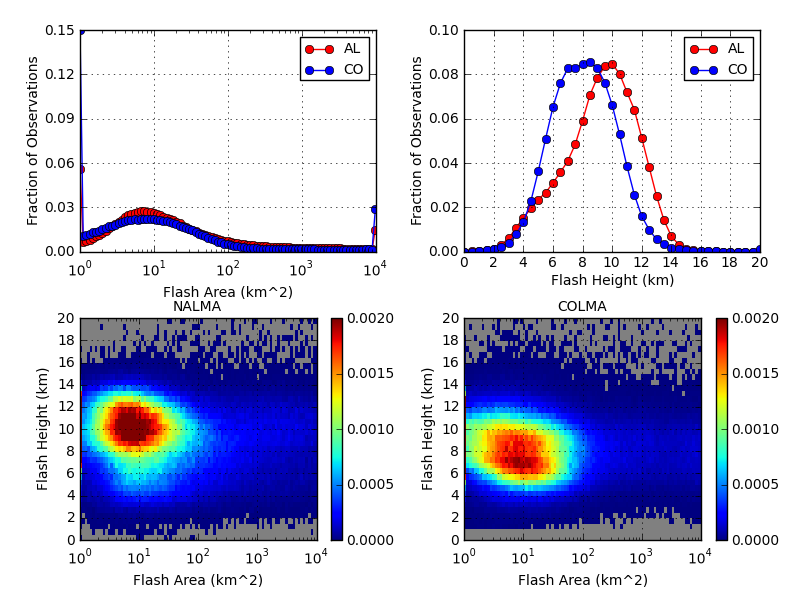 0.15
0.12
0.09
0.06
0.03
0.00
Fraction of Observations
AL
CO
10^0 10^1 10^2 10^3 10^4
Flash Area (km^2)
0.10
0.08
0.06
0.04
0.02
0.00
Fraction of Observations
AL
CO
0 2 4 6 8 10 12 14 16 18 20
Flash Height (km)
NALMA
20
18
16
14
12
10
8
6
4
2
0
Flash Height (km)
10^0 10^1 10^2 10^3 10^4
Flash Area (km^2)
0.0020
0.0015
0.0010
0.0005
0.0000
COLMA
20
18
16
14
12
10
8
6
4
2
0
Flash Height (km)
10^0 10^1 10^2 10^3 10^4
Flash Area (km^2)
0.0020
0.0015
0.0010
0.0005
0.0000